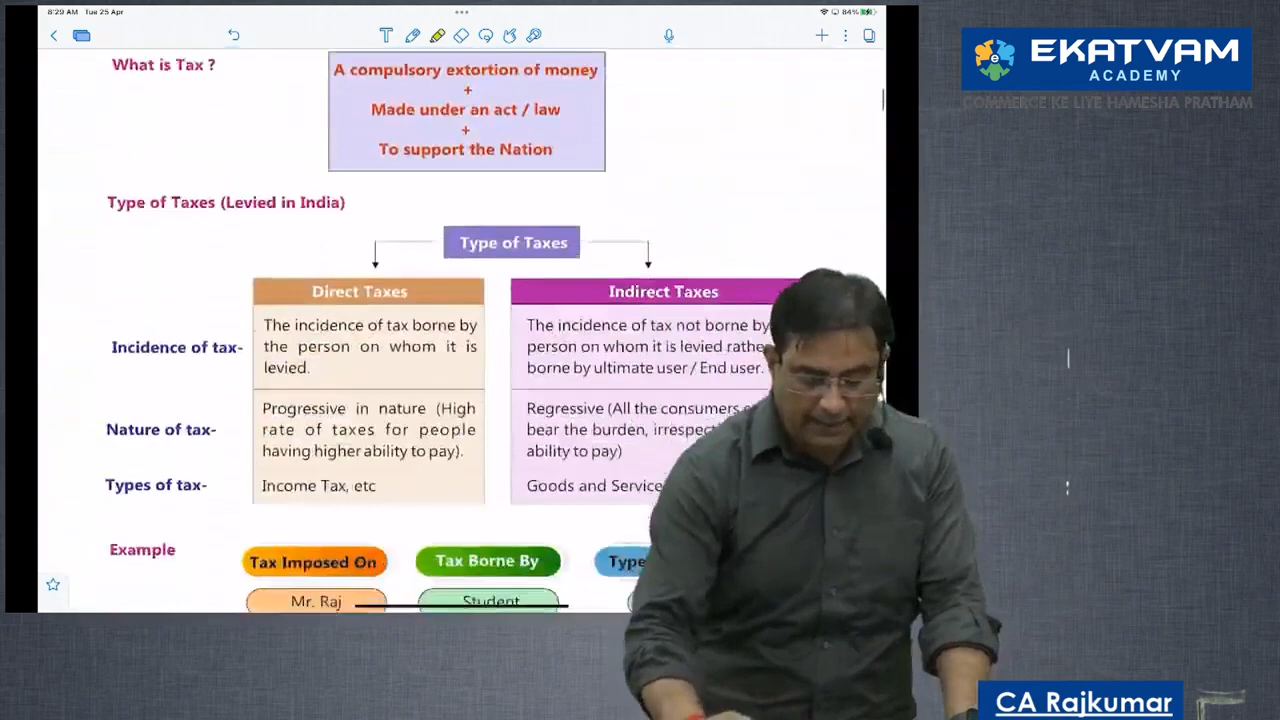 8:29 AM Tue 25 Apr
84%
EKATVAM
ACADEMY
COMMERCE KE LIYE HAMESHA PRATHAM
What is Tax ?
A compulsory extortion of money
+
Made under an act / law
+
To support the Nation
Type of Taxes (Levied in India)
Type of Taxes
Direct Taxes
Indirect Taxes
Incidence of tax-
The incidence of tax borne by
the person on whom it is
levied.
The incidence of tax not borne by
person on whom it is levied rather
borne by ultimate user / End user.
Nature of tax-
Progressive in nature (High
rate of taxes for people
having higher ability to pay).
Regressive (All the consumers
bear the burden,
ability to pay)
Types of tax-
Income Tax, etc
Goods and Service
Example
Tax Imposed On
Tax Borne By
Type
Mr. Raj
Student
CA Rajkumar